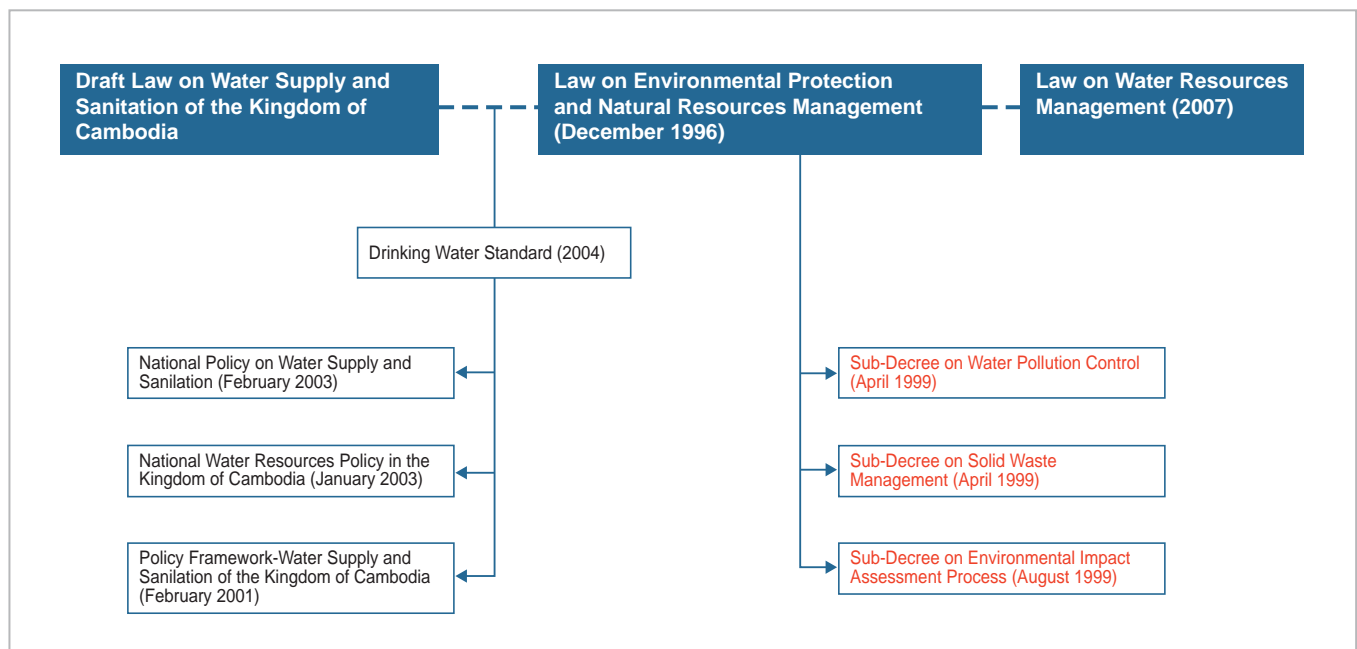 Draft Law on Water Supply and
Sanitation of the Kingdom of
Cambodia
Law on Environmental Protection
and Natural Resources Management
(December 1996)
Law on Water Resources
Management (2007)
Drinking Water Standard (2004)
National Policy on Water Supply and
Sanilation (February 2003)
National Water Resources Policy in the
Kingdom of Cambodia (January 2003)
Policy Framework-Water Supply and
Sanilation of the Kingdom of Cambodia
(February 2001)
Sub-Decree on Water Pollution Control
(April 1999)
Sub-Decree on Solid Waste
Management (April 1999)
Sub-Decree on Environmental Impact
Assessment Process (August 1999)